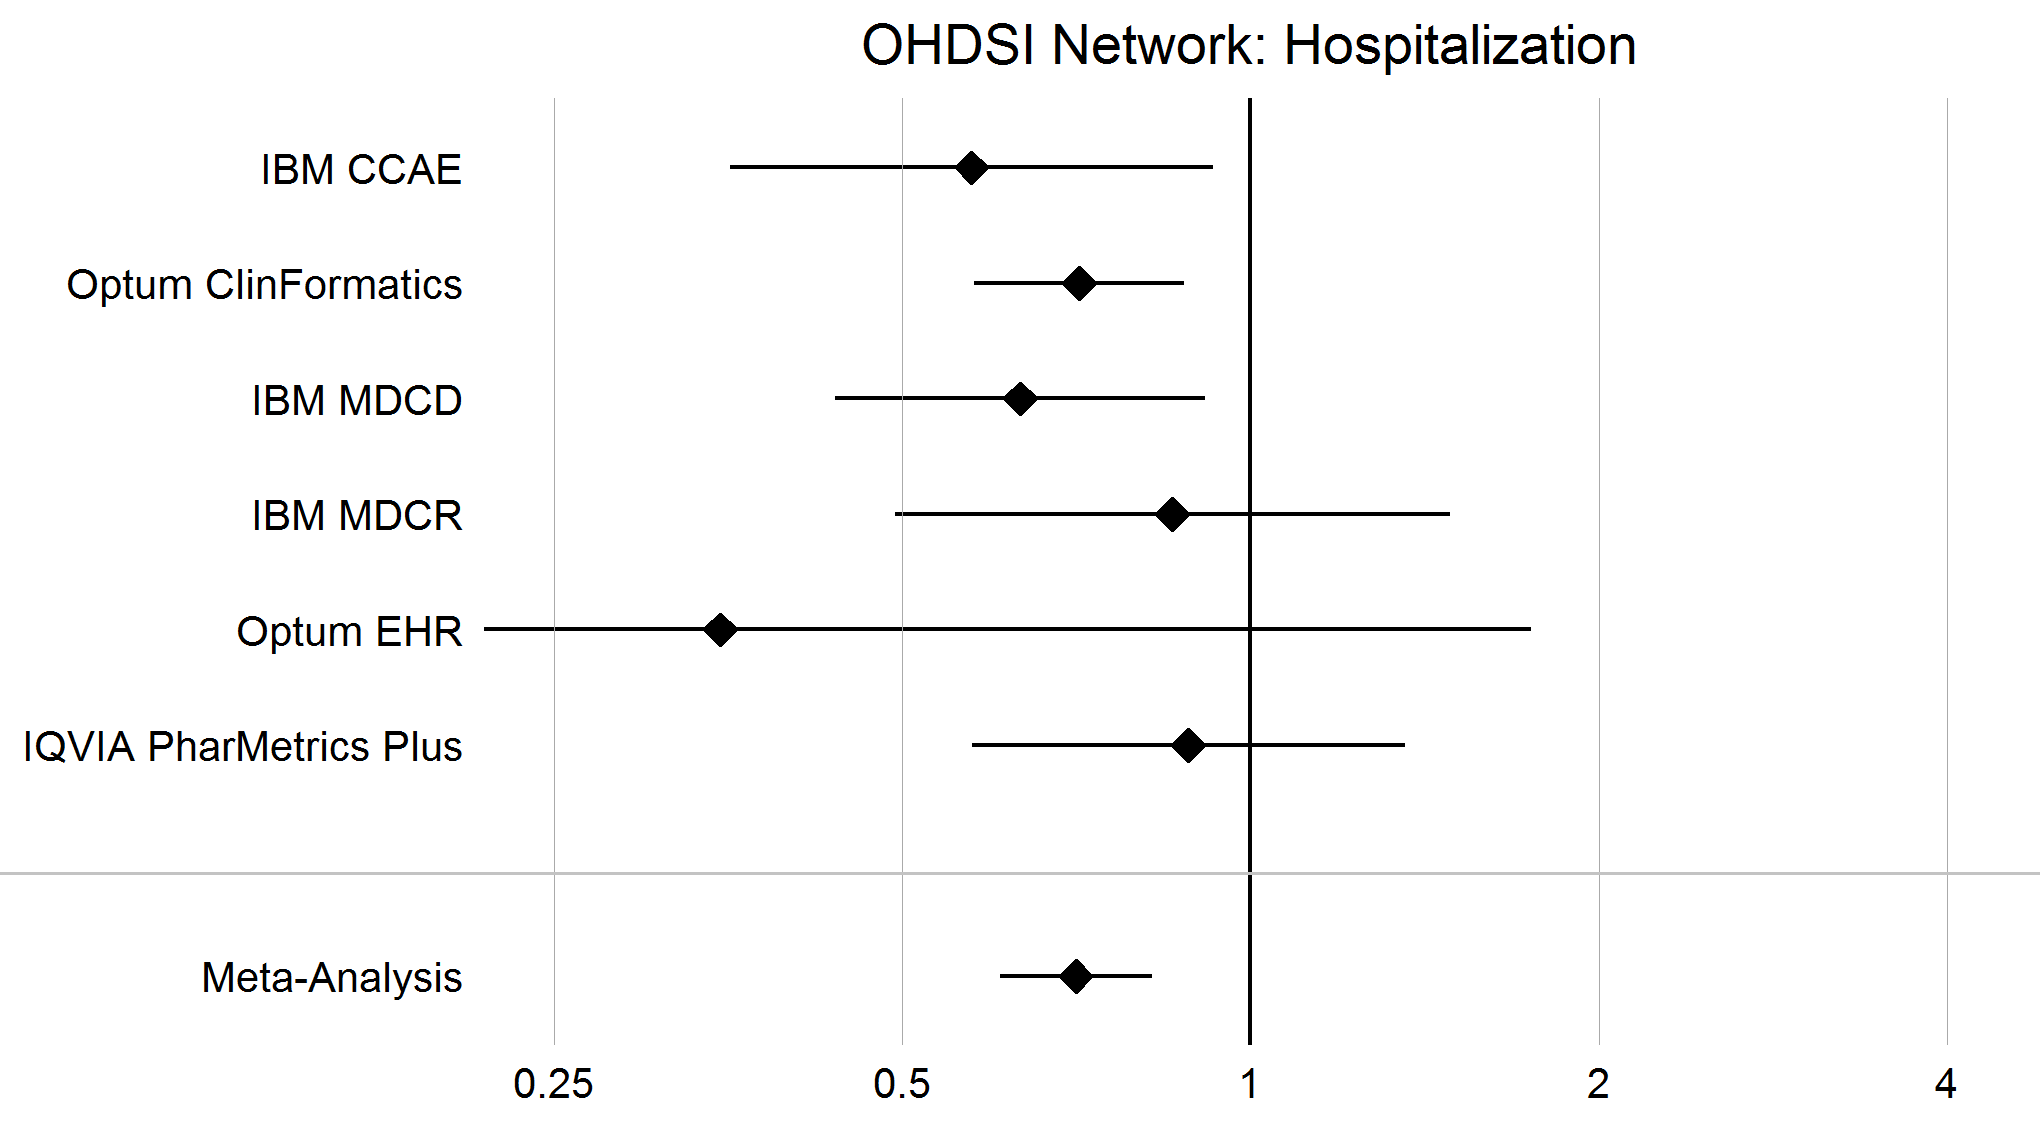 OHDSI Network: Hospitalization
IBM CCAE
Optum ClinFormatics
IBM MDCD
IBM MDCR
Optum EHR
IQVIA PharMetrics Plus
Meta-Analysis
0.25 0.5 1 2 4